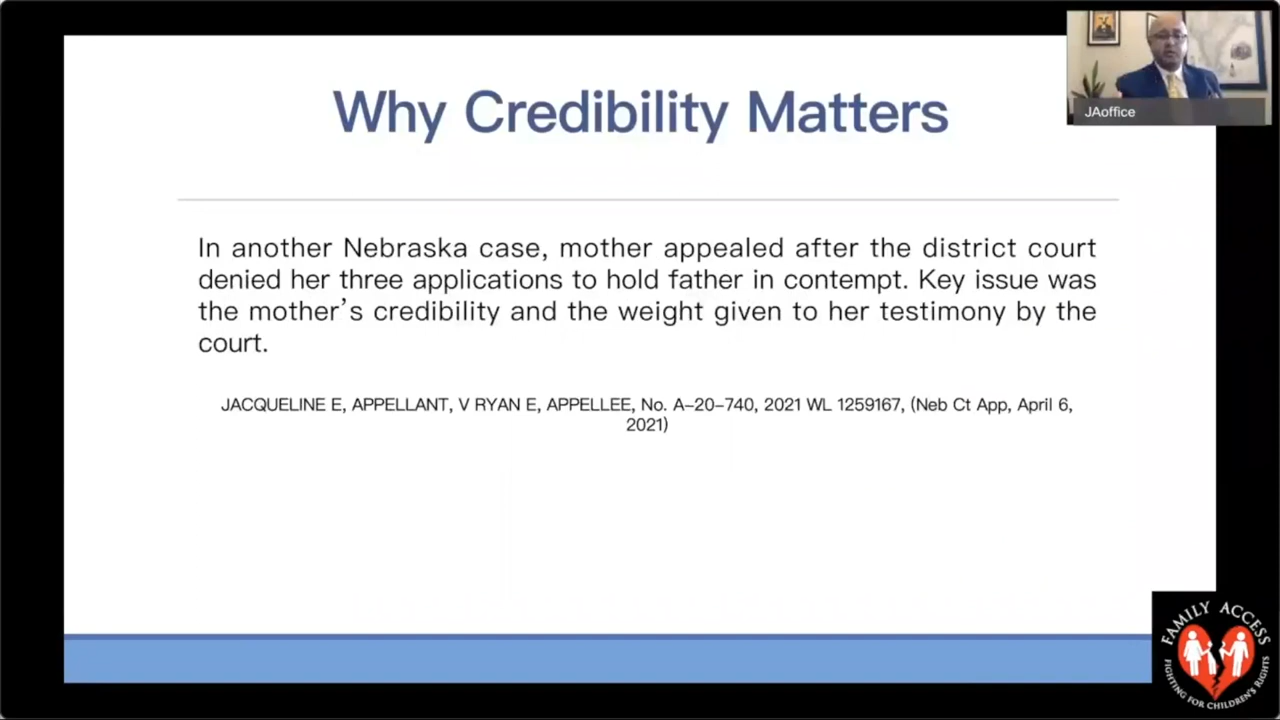 Why Credibility Matters
JAoffice
In another Nebraska case, mother appealed after the district court
denied her three applications to hold father in contempt. Key issue was
the mother’s credibility and the weight given to her testimony by the
court.
JACQUELINE E, APPELLANT, V RYAN E, APPELLEE, No. A–20–740, 2021 WL 1259167, (Neb Ct App, April 6,
2021)
FAMILY ACCESS
FIGHTING FOR CHILDREN'S RIGHTS